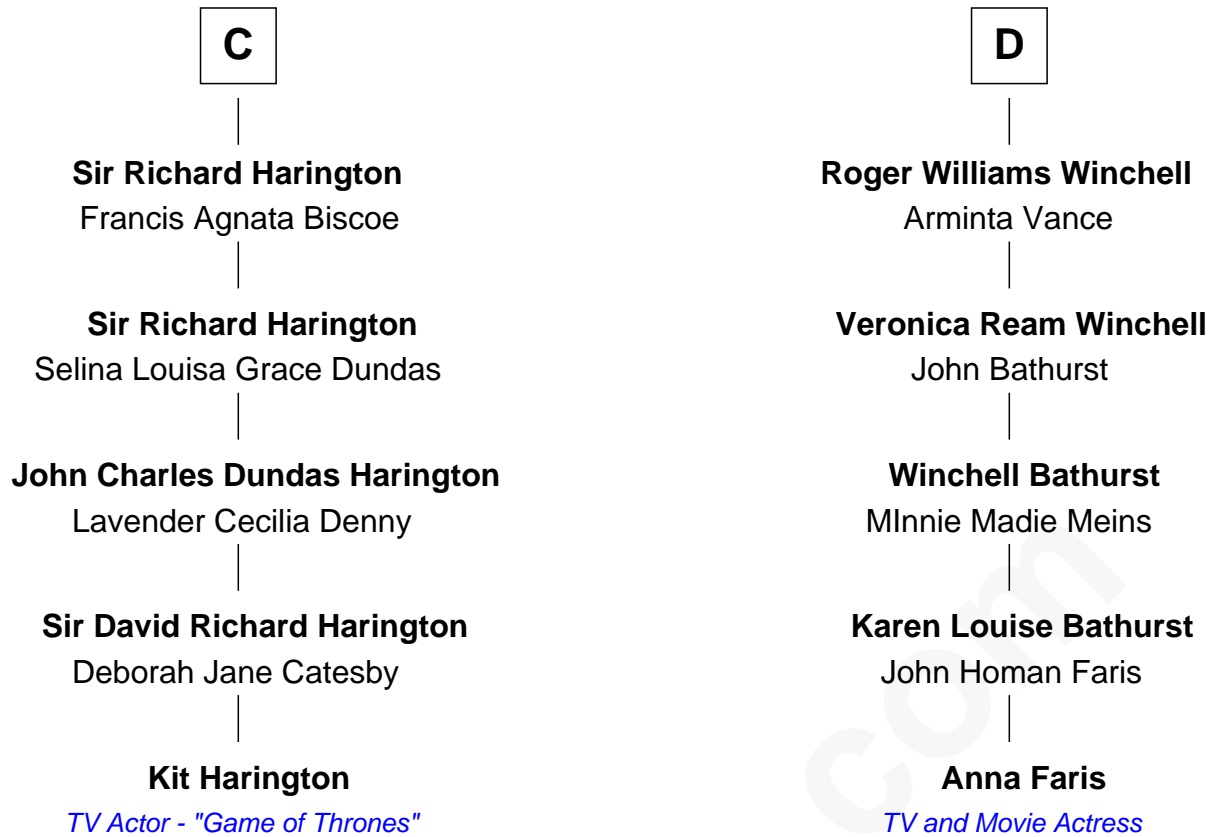 C
Sir Richard Harington
Francis Agnata Biscoe
Sir Richard Harington
Selina Louisa Grace Dundas
John Charles Dundas Harington
Lavender Cecilia Denny
Sir David Richard Harington
Deborah Jane Catesby
Kit Harington
TV Actor - "Game of Thrones"
D
Roger Williams Winchell
Arminta Vance
Veronica Ream Winchell
John Bathurst
Winchell Bathurst
MInnie Madie Meins
Karen Louise Bathurst
John Homan Faris
Anna Faris
TV and Movie Actress
com